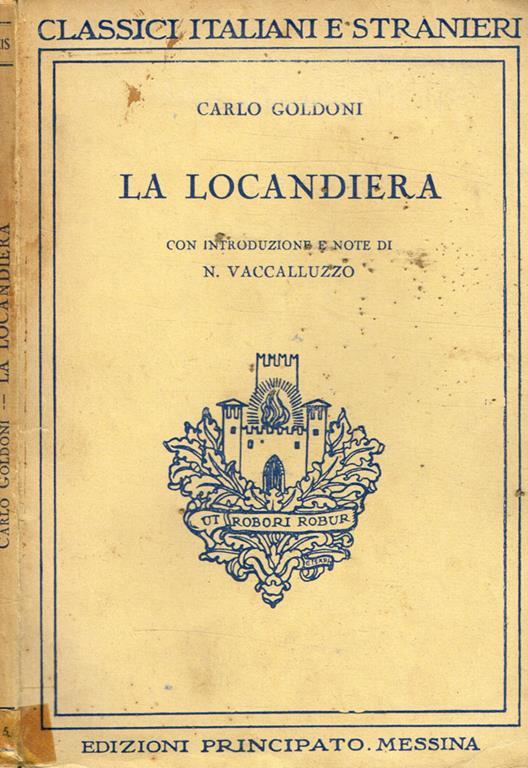 CLASSICI ITALIANI E STRANIERI
CARLO GOLDONI
LA LOCANDIERA
CON INTRODUZIONE E NOTE DI
N. VACCALLUZZO
UT ROBORI ROBUR
EDIZIONI PRINCIPATO. MESSINA
CARLO GOLDONI -- LA LOCANDIERA
5